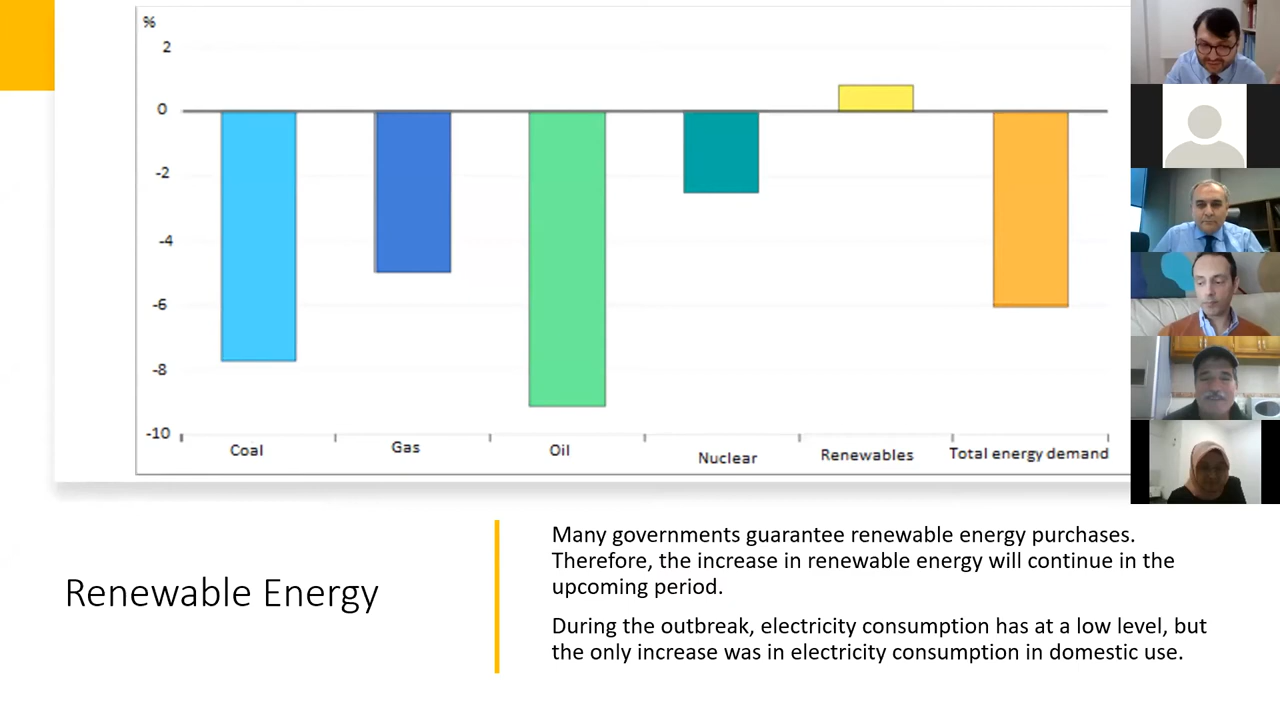 %
2
0
-2
-4
-6
-8
-10
Coal
Gas
Oil
Nuclear
Renewables
Total energy demand
Renewable Energy
Many governments guarantee renewable energy purchases.
Therefore, the increase in renewable energy will continue in the
upcoming period.
During the outbreak, electricity consumption has at a low level, but
the only increase was in electricity consumption in domestic use.